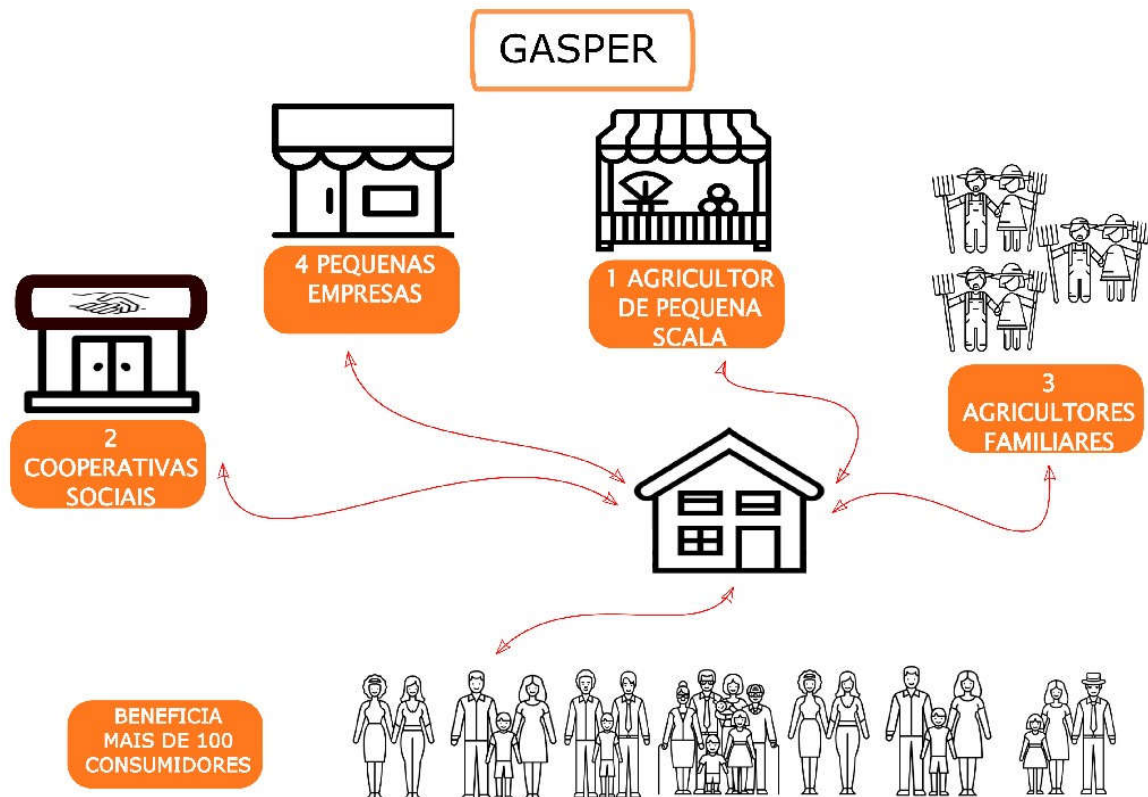 GASPER
4 PEQUENAS
EMPRESAS
1 AGRICULTOR
DE PEQUENA
SCALA
3
AGRICULTORES
FAMILIARES
2
COOPERATIVAS
SOCIAIS
BENEFICIA
MAIS DE 100
CONSUMIDORES